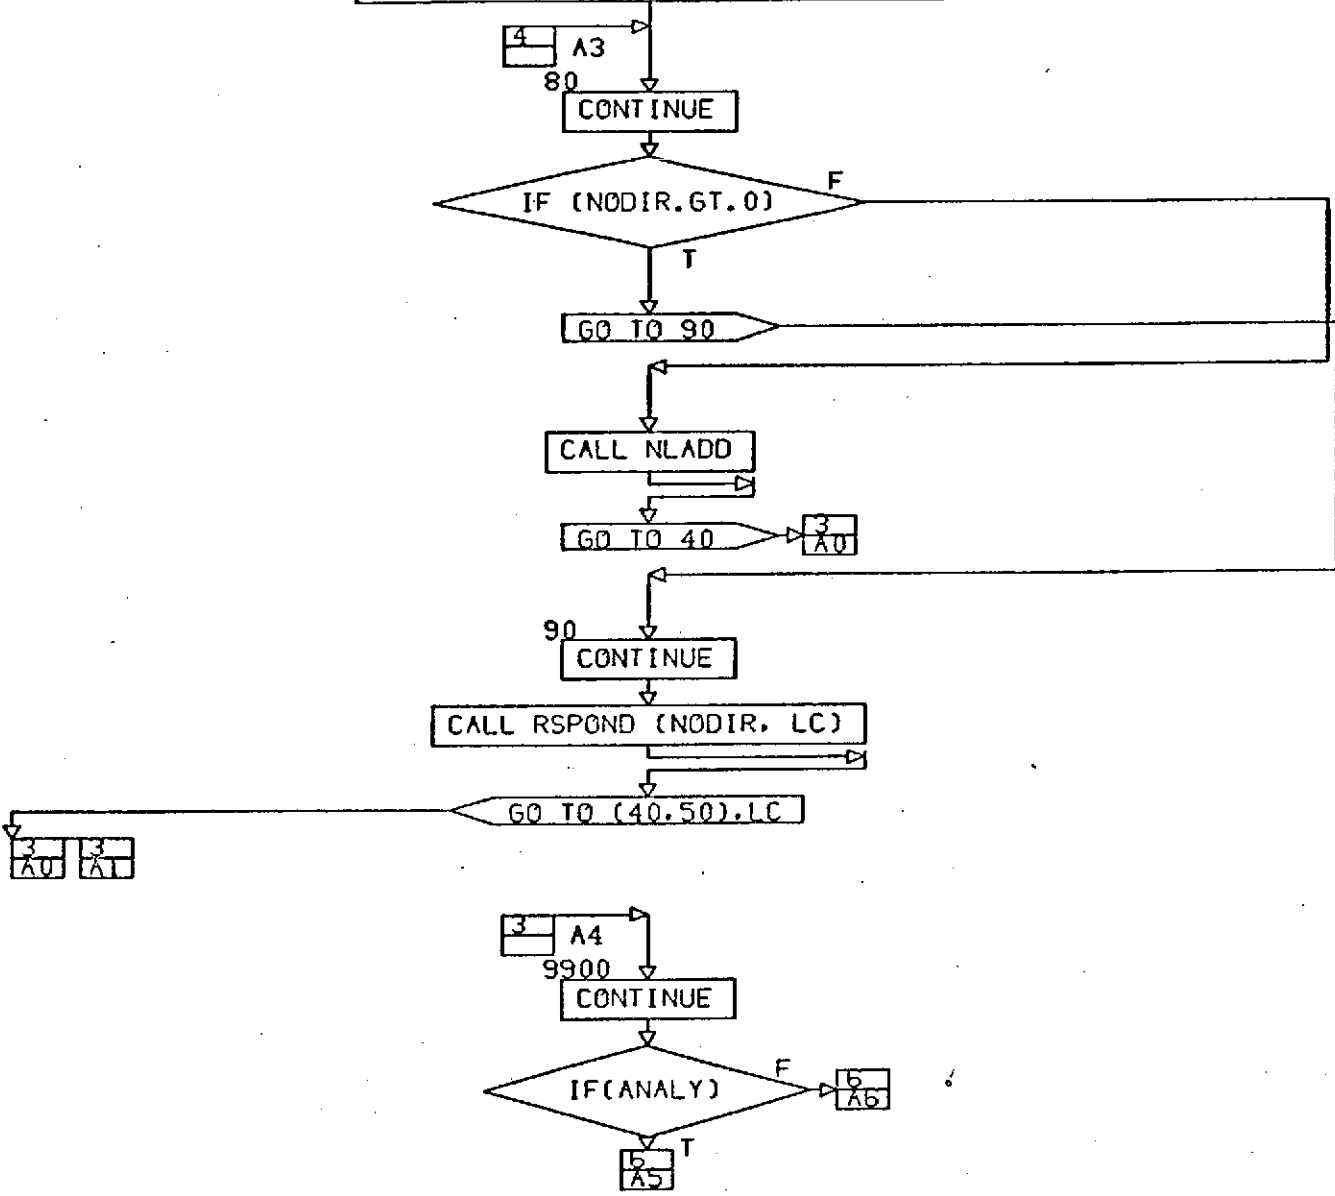 4
A3
80
CONTINUE
IF (NODIR.GT.0)
F
T
GO TO 90
CALL NLADD
GO TO 40
3
A0
90
CONTINUE
CALL RSPOND (NODIR, LC)
GO TO (40,50),LC
3
A0
3
A1
3
A4
9900
CONTINUE
IF(ANALY)
F
6
A6
T
6
A5